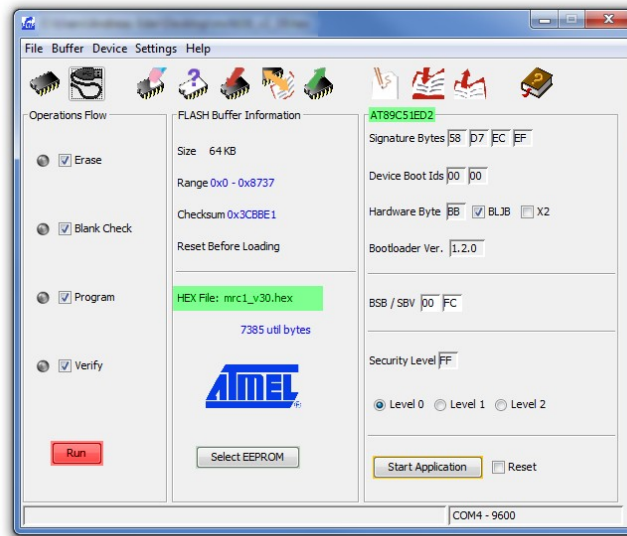 File Buffer Device Settings Help
Operations Flow
Erase
Blank Check
Program
Verify
Run
FLASH Buffer Information
Size 64 KB
Range 0x0 - 0x8737
Checksum 0x3CBBE1
Reset Before Loading
HEX File: mrc1_v30.hex
7385 util bytes
ATMEL®
Select EEPROM
AT89C51ED2
Signature Bytes 58 D7 EC EF
Device Boot Ids 00 00
Hardware Byte BB BLJB X2
Bootloader Ver. 1.2.0
BSB / SBV 00 FC
Security Level FF
Level 0 Level 1 Level 2
Start Application Reset
COM4 - 9600